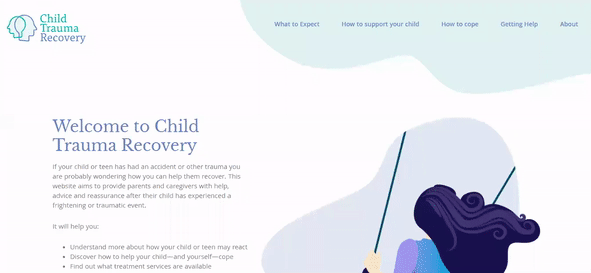 Child
Trauma
Recovery
What to Expect
How to support your child
How to cope
Getting Help
About
Welcome to Child
Trauma Recovery
If your child or teen has had an accident or other trauma you
are probably wondering how you can help them recover. This
website aims to provide parents and caregivers with help,
advice and reassurance after their child has experienced a
frightening or traumatic event.
It will help you:
• Understand more about how your child or teen may react
• Discover how to help your child—and yourself—cope
• Find out what treatment services are available